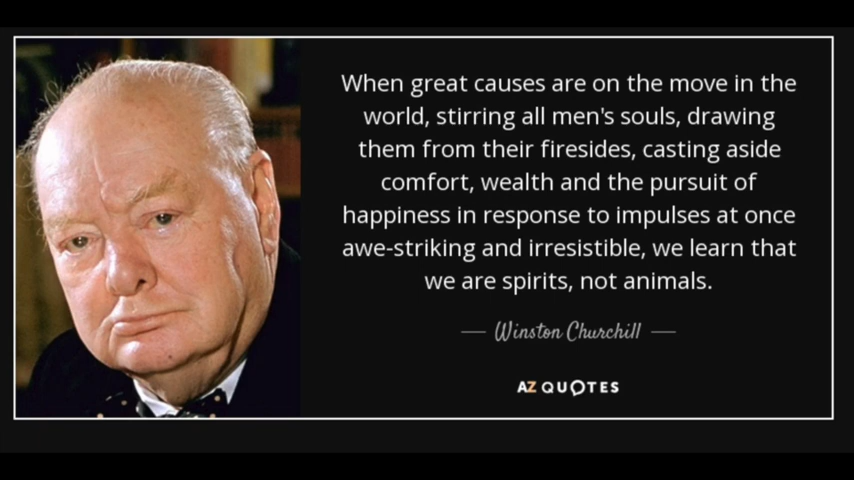 When great causes are on the move in the
world, stirring all men's souls, drawing
them from their firesides, casting aside
comfort, wealth and the pursuit of
happiness in response to impulses at once
awe-striking and irresistible, we learn that
we are spirits, not animals.
— Winston Churchill —
AZ QUOTES